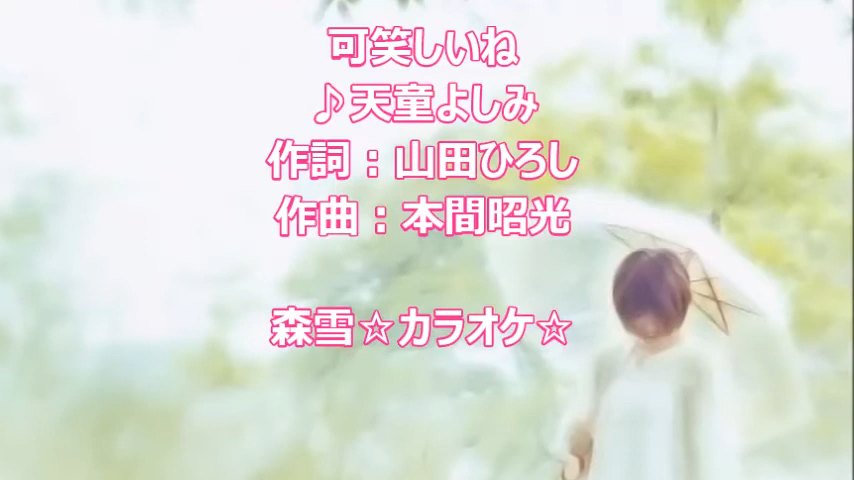 可笑しいね
♪天童よしみ
作詞：山田ひろし
作曲：本間昭光
森雪☆カラオケ☆